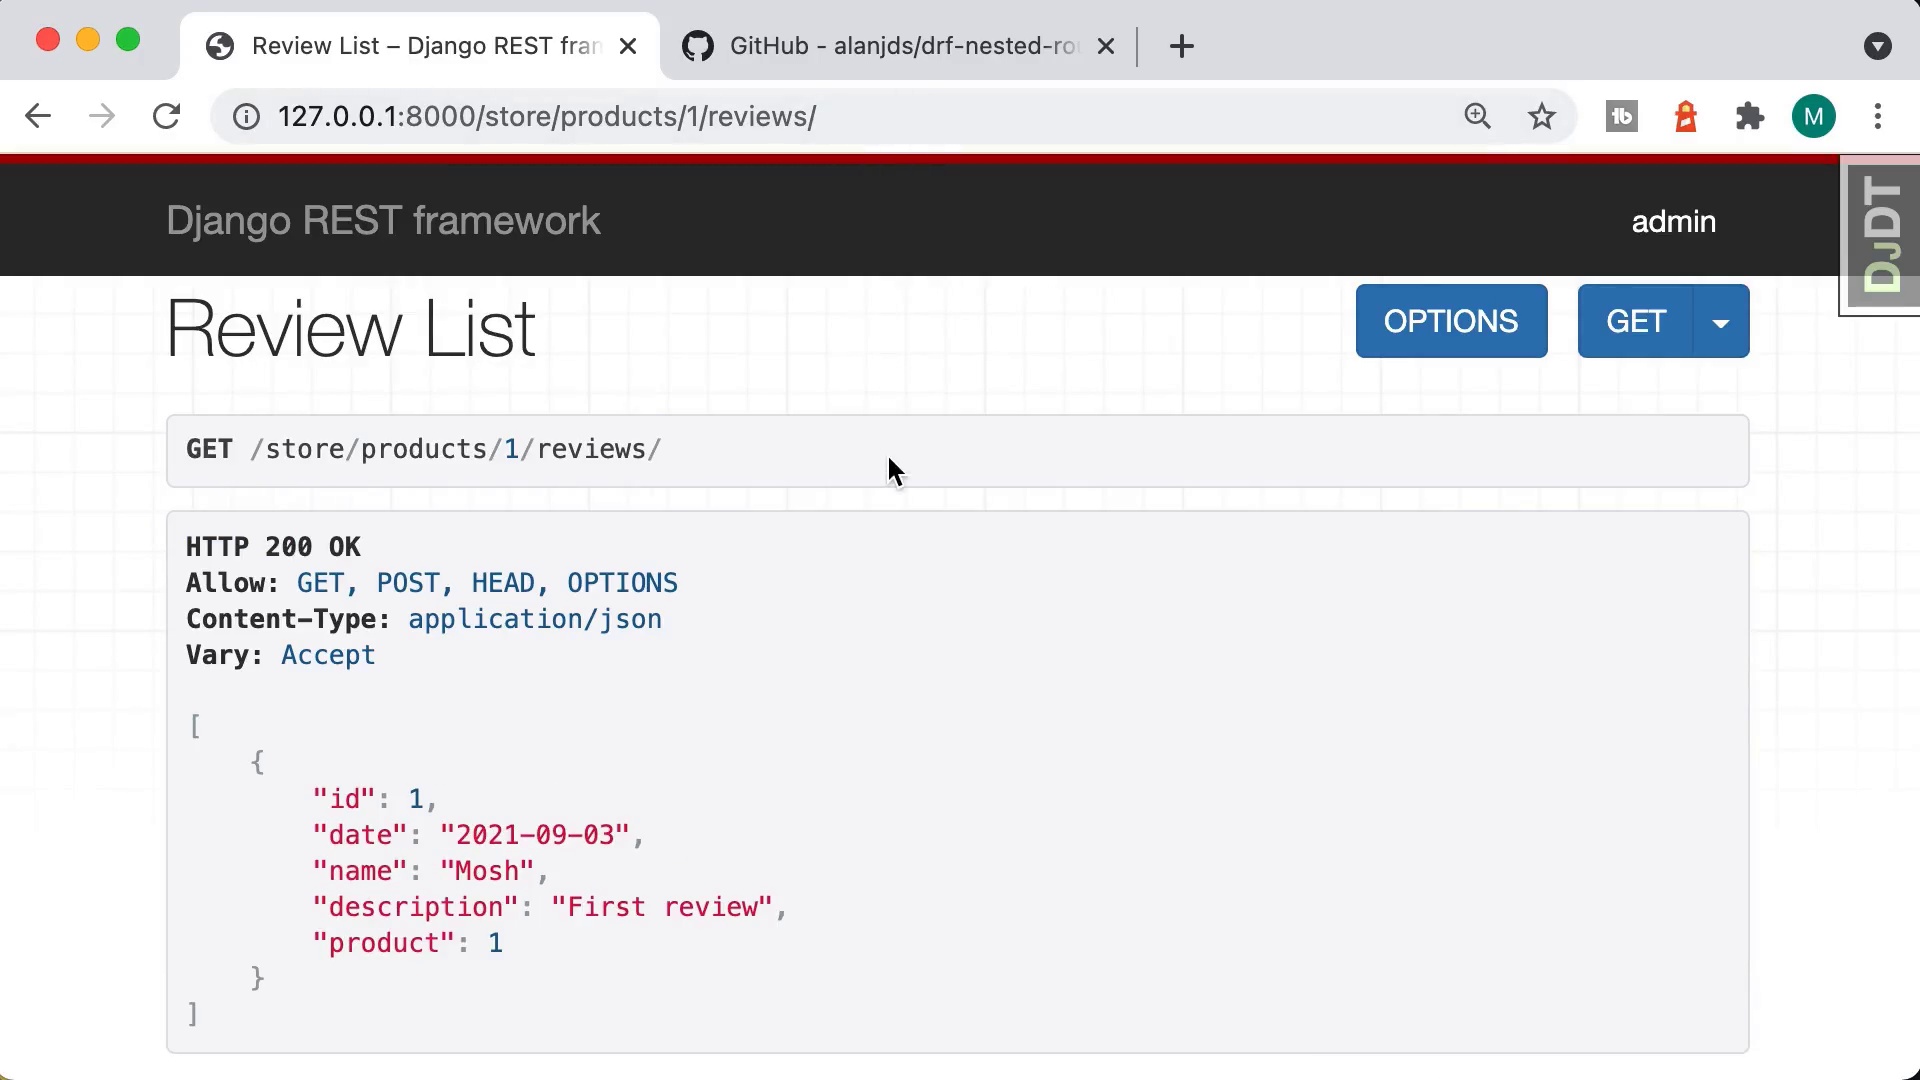 Review List – Django REST fran
GitHub - alanjds/drf-nested-rou
127.0.0.1:8000/store/products/1/reviews/
tb
M
Django REST framework
admin
DJDT
Review List
OPTIONS
GET
GET /store/products/1/reviews/
HTTP 200 OK
Allow: GET, POST, HEAD, OPTIONS
Content-Type: application/json
Vary: Accept
[
{
"id": 1,
"date": "2021-09-03",
"name": "Mosh",
"description": "First review",
"product": 1
}
]